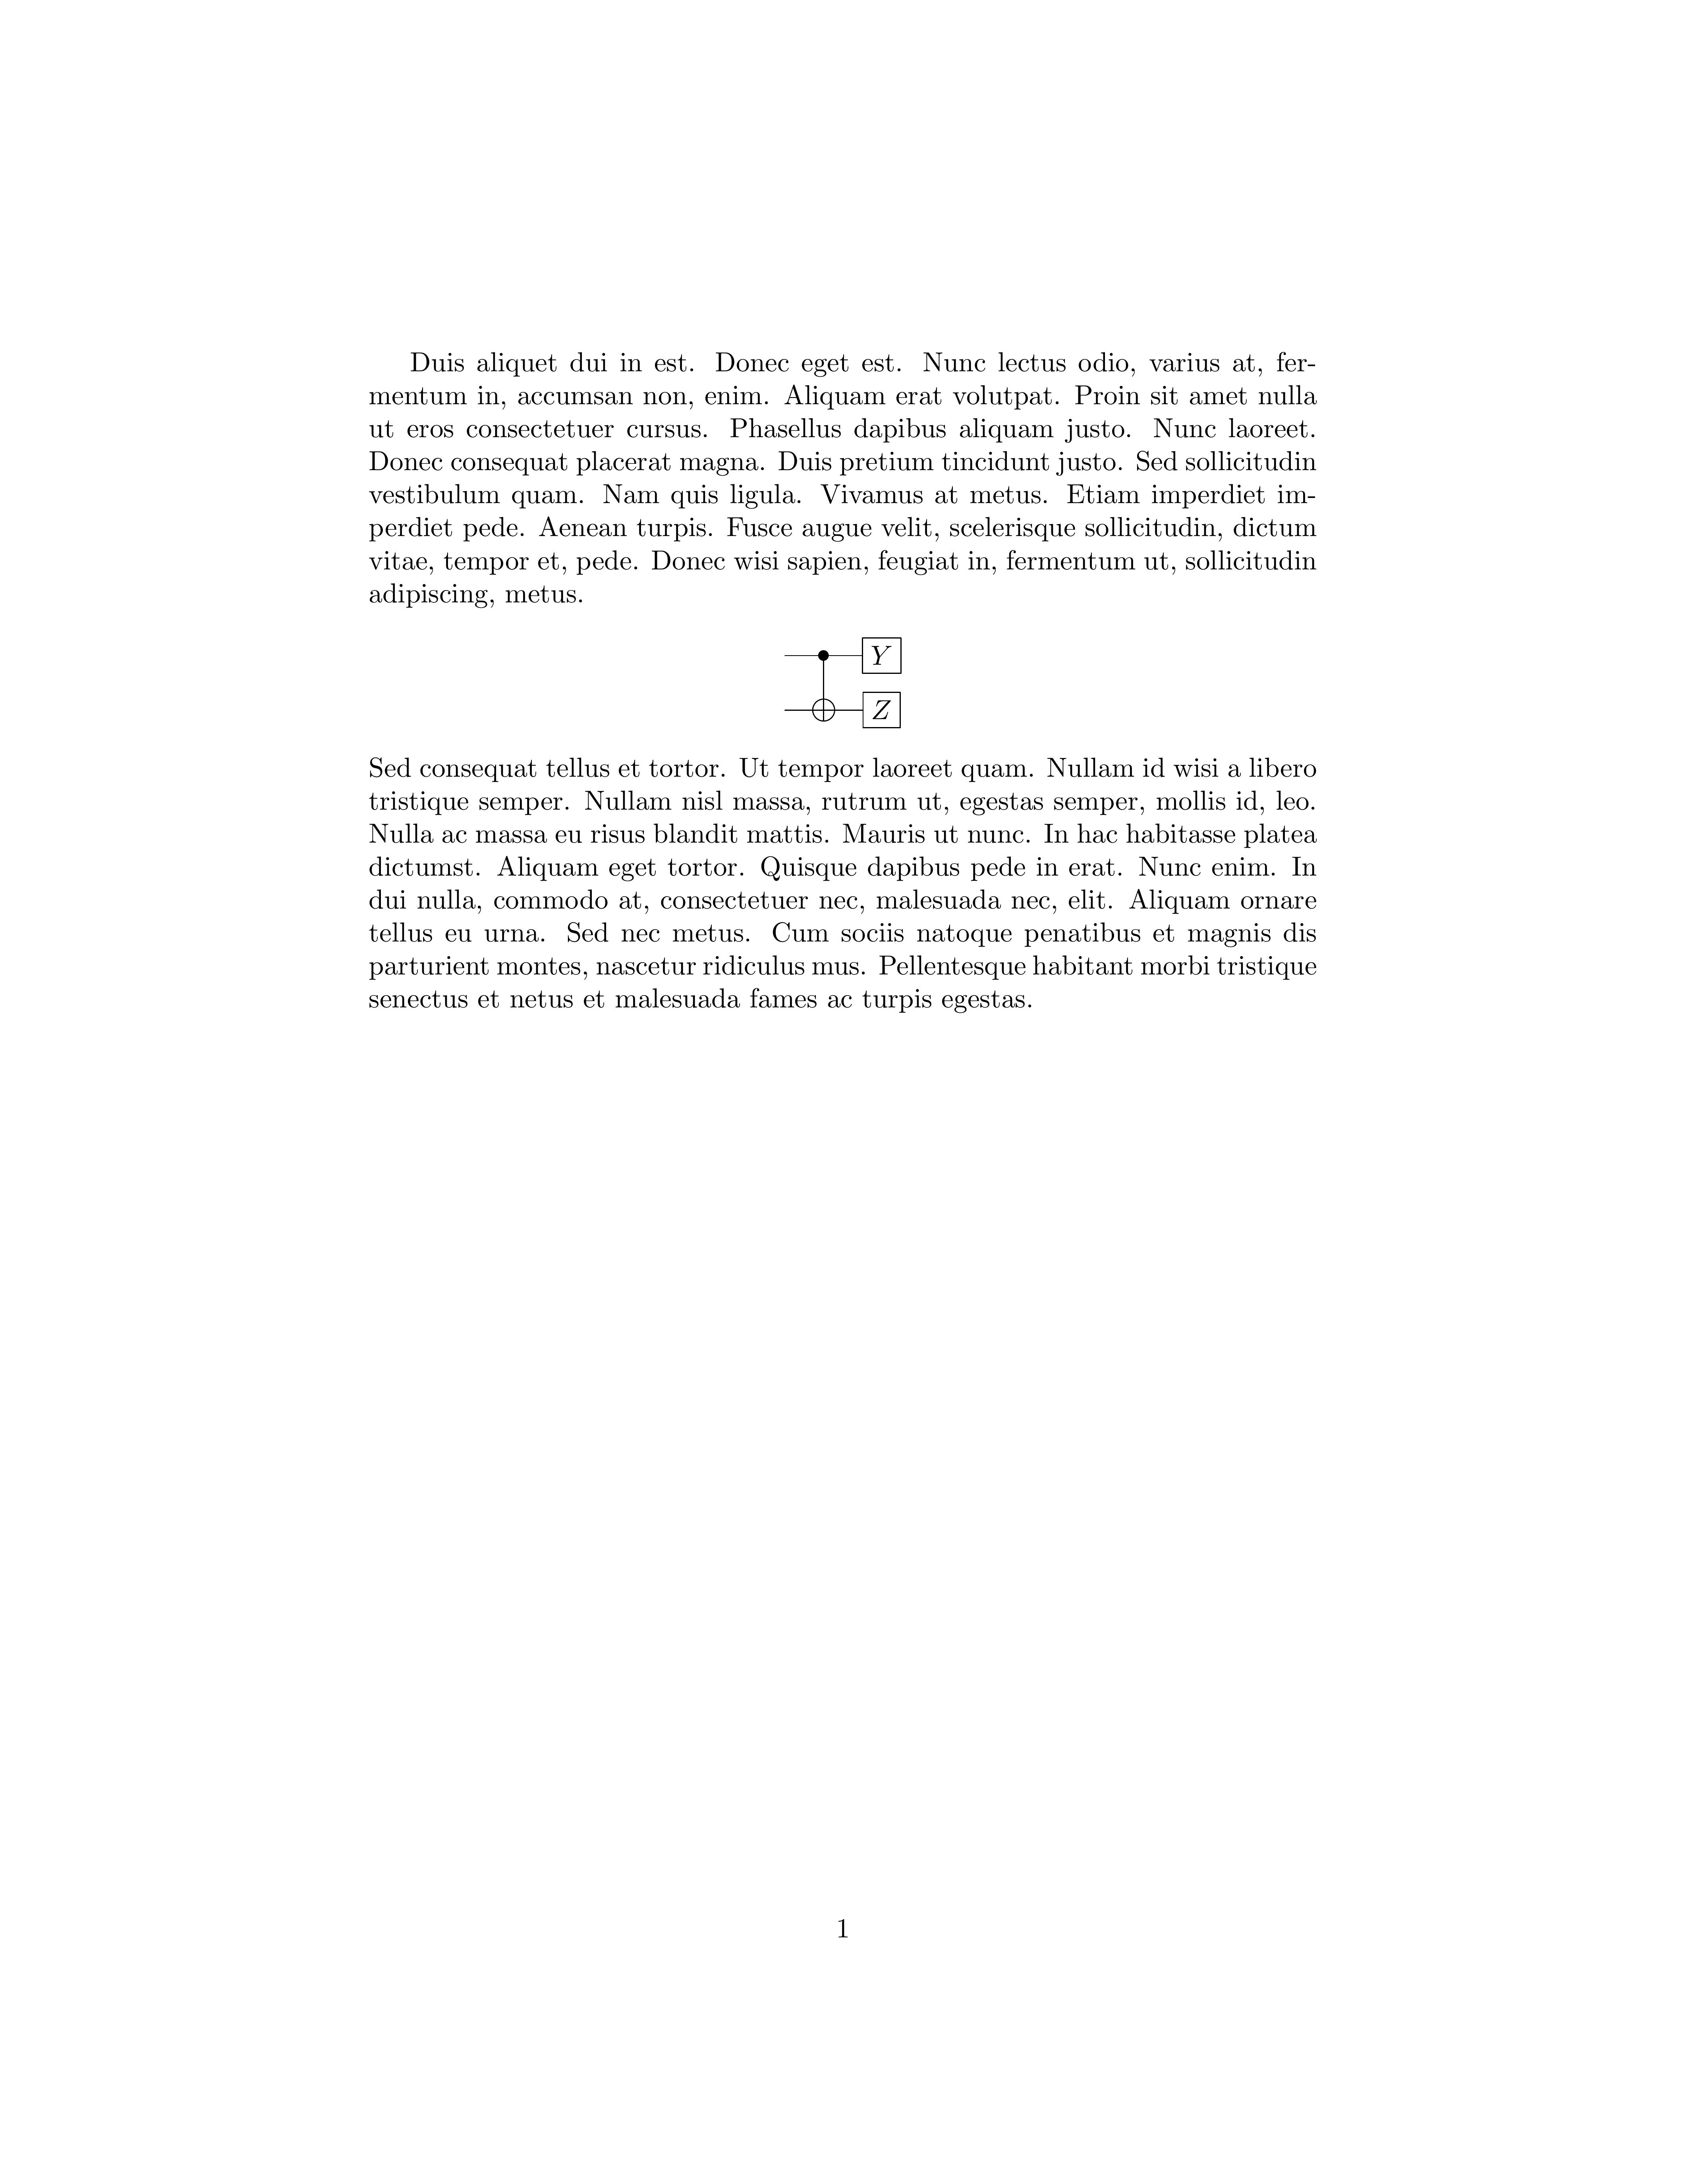 Duis aliquet dui in est. Donec eget est. Nunc lectus odio, varius at, fer-
mentum in, accumsan non, enim. Aliquam erat volutpat. Proin sit amet nulla
ut eros consectetuer cursus. Phasellus dapibus aliquam justo. Nunc laoreet.
Donec consequat placerat magna. Duis pretium tincidunt justo. Sed sollicitudin
vestibulum quam. Nam quis ligula. Vivamus at metus. Etiam imperdiet im-
perdiet pede. Aenean turpis. Fusce augue velit, scelerisque sollicitudin, dictum
vitae, tempor et, pede. Donec wisi sapien, feugiat in, fermentum ut, sollicitudin
adipiscing, metus.
Y
Z
Sed consequat tellus et tortor. Ut tempor laoreet quam. Nullam id wisi a libero
tristique semper. Nullam nisl massa, rutrum ut, egestas semper, mollis id, leo.
Nulla ac massa eu risus blandit mattis. Mauris ut nunc. In hac habitasse platea
dictumst. Aliquam eget tortor. Quisque dapibus pede in erat. Nunc enim. In
dui nulla, commodo at, consectetuer nec, malesuada nec, elit. Aliquam ornare
tellus eu urna. Sed nec metus. Cum sociis natoque penatibus et magnis dis
parturient montes, nascetur ridiculus mus. Pellentesque habitant morbi tristique
senectus et netus et malesuada fames ac turpis egestas.
1